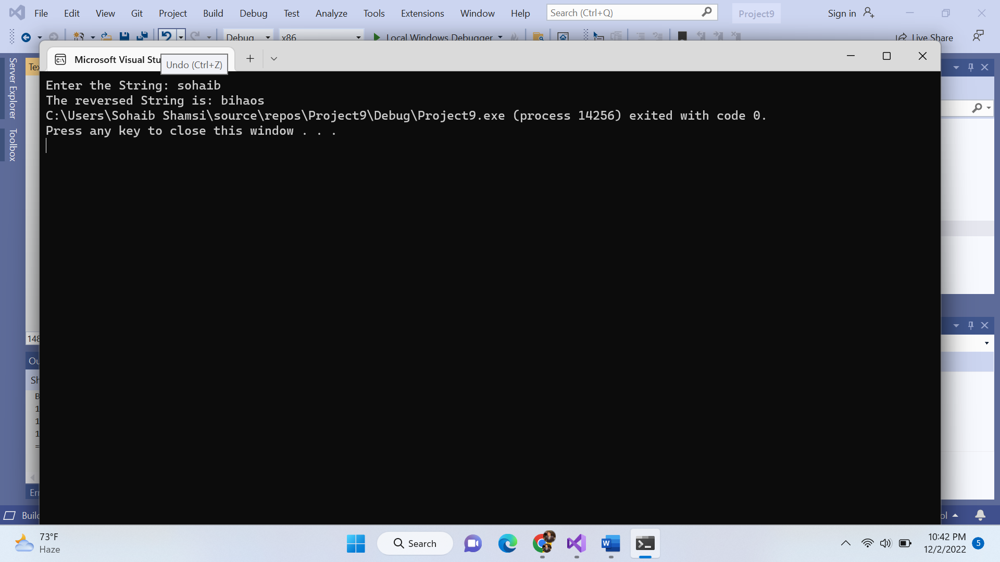 File Edit View Git Project Build Debug Test Analyze Tools Extensions Window Help Search (Ctrl+Q) Project9 Sign in
Debug x86 Local Windows Debugger Live Share
Microsoft Visual Stu
Undo (Ctrl+Z)
Server Explorer
Toolbox
Tex
Enter the String: sohaib
The reversed String is: bihaos
C:\Users\Sohaib Shamsi\source\repos\Project9\Debug\Project9.exe (process 14256) exited with code 0.
Press any key to close this window . . .
148
Ou
Sh
B
1
1
1
=
Err
Build
ol
73°F
Haze
Search
10:42 PM
12/2/2022
5